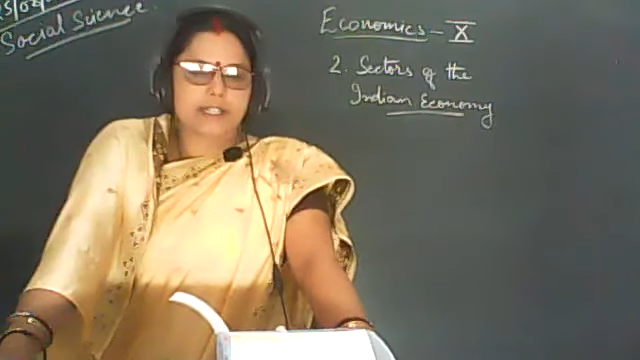 Social Science.
Economics - X
2. Sectors of the
Indian Economy